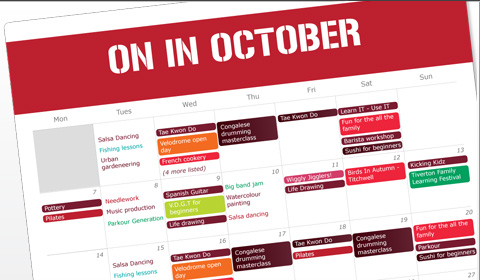 ON IN OCTOBER
Mon Tues Wed Thu Fri Sat Sun
Salsa Dancing
Fishing lessons
Urban
gardeneering
Tae Kwon Do
Velodrome open
day
French cookery
(4 more listed)
Congalese
drumming
masterclass
Tae Kwon Do
Learn IT - Use IT
Fun for the all the
family
Barista workshop
Sushi for beginners
7
Pottery
Pilates
8
Needlework
Music production
Parkour Generation
9
Spanish Guitar
V.O.G.T for
beginners
Life drawing
10
Big band jam
Watercolour
painting
Salsa dancing
11
Wiggly Jigglers!
Life Drawing
12
Birds In Autumn -
Titchwell
13
Kicking Kidz
Tiverton Family
Learning Festival
14
15
Salsa Dancing
Fishing lessons
16
Tae Kwon Do
Velodrome open
day
17
Congalese
drumming
masterclass
18
Tae Kwon Do
Pilates
19
Congalese
drumming
masterclass
20
Fun for the all the
family
Parkour
Sushi for beginners
27